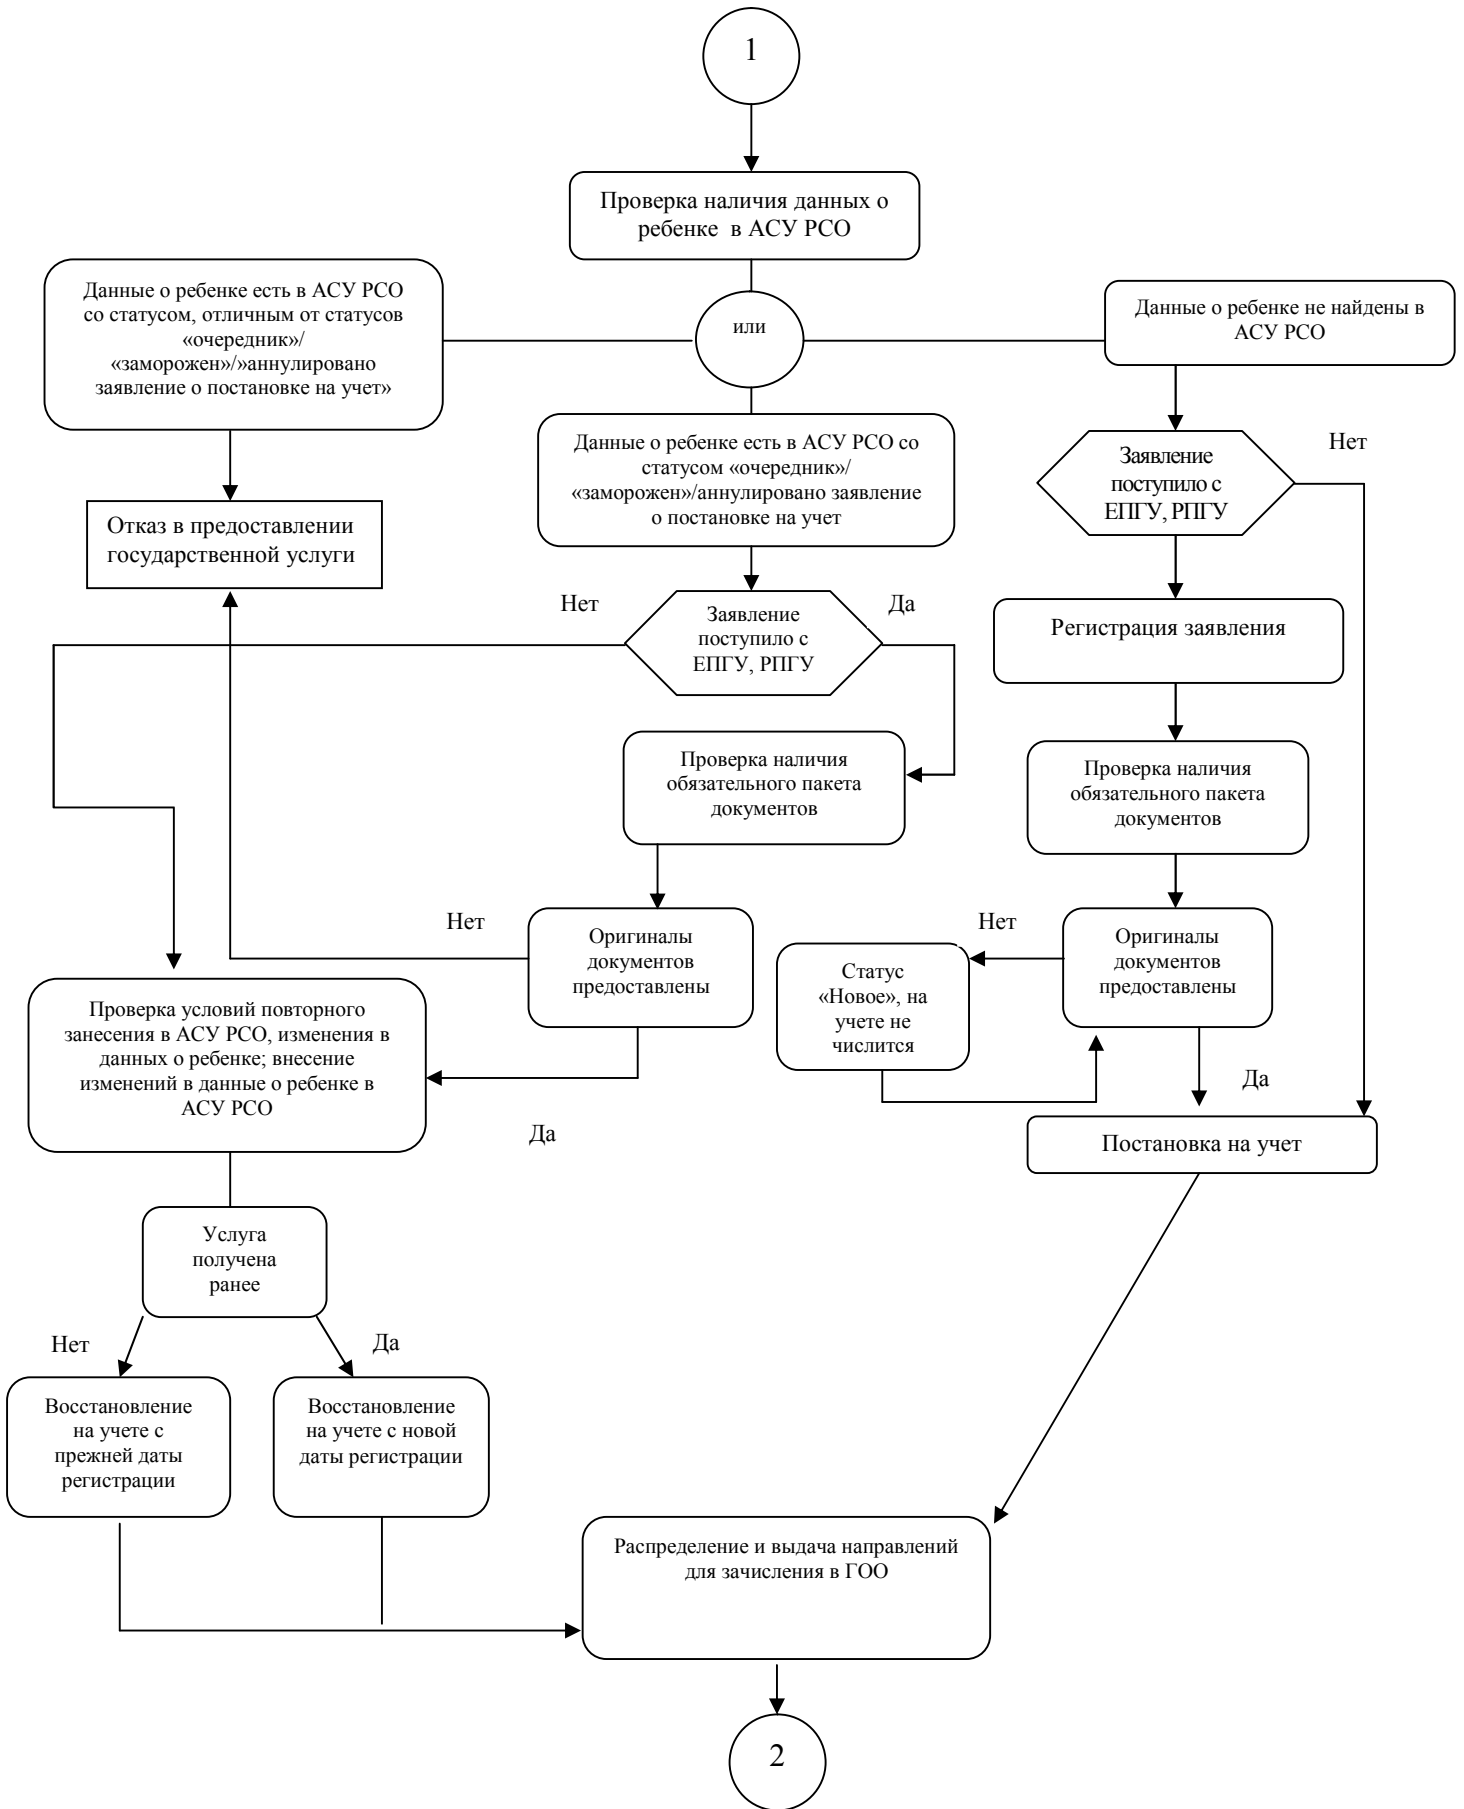 1
Проверка наличия данных о
ребенке в АСУ РСО
Данные о ребенке есть в АСУ РСО
со статусом, отличным от статусов
«очередник»/
«заморожен»/»аннулировано
заявление о постановке на учет»
или
Данные о ребенке не найдены в
АСУ РСО
Данные о ребенке есть в АСУ РСО со
статусом «очередник»/
«заморожен»/аннулировано заявление
о постановке на учет
Заявление
поступило с
ЕПГУ, РПГУ
Нет
Отказ в предоставлении
государственной услуги
Нет
Заявление
поступило с
ЕПГУ, РПГУ
Да
Регистрация заявления
Проверка наличия
обязательного пакета
документов
Проверка наличия
обязательного пакета
документов
Нет
Оригиналы
документов
предоставлены
Нет
Оригиналы
документов
предоставлены
Статус
«Новое», на
учете не
числится
Проверка условий повторного
занесения в АСУ РСО, изменения в
данных о ребенке; внесение
изменений в данные о ребенке в
АСУ РСО
Да
Да
Постановка на учет
Услуга
получена
ранее
Нет
Да
Восстановление
на учете с
прежней даты
регистрации
Восстановление
на учете с новой
даты регистрации
Распределение и выдача направлений
для зачисления в ГОО
2